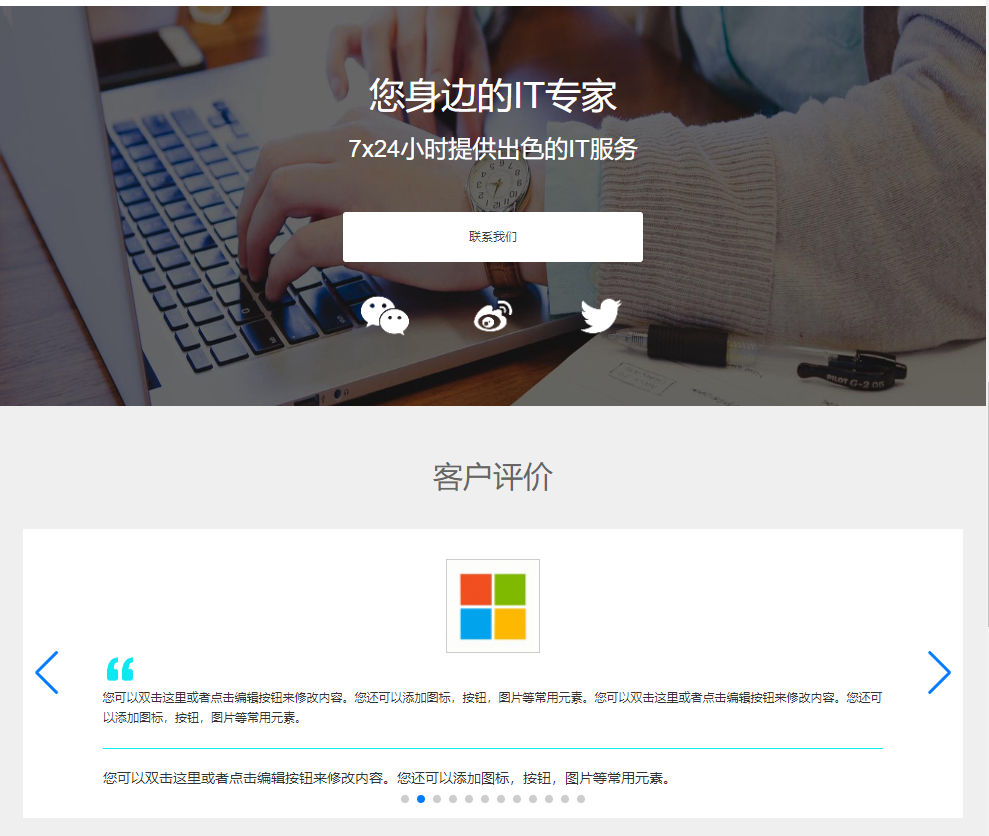 您身边的IT专家
7x24小时提供出色的IT服务
联系我们
PILOT G-2 05
客户评价
您可以双击这里或者点击编辑按钮来修改内容。您还可以添加图标，按钮，图片等常用元素。您可以双击这里或者点击编辑按钮来修改内容。您还可
以添加图标，按钮，图片等常用元素。
您可以双击这里或者点击编辑按钮来修改内容。您还可以添加图标，按钮，图片等常用元素。